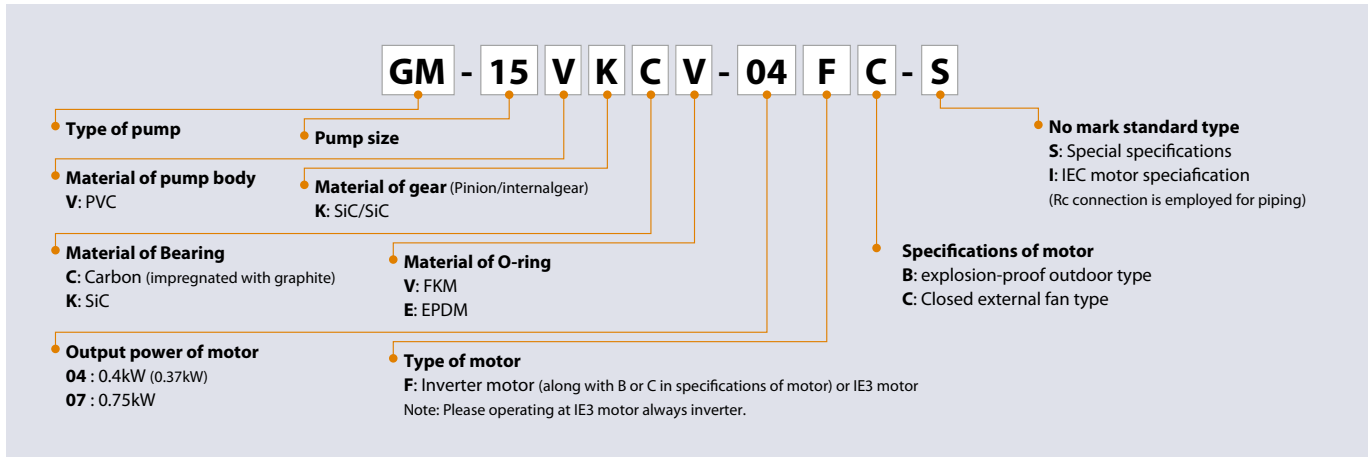 GM - 15 V K C V - 04 F C - S
Type of pump
Pump size
Material of pump body
V: PVC
Material of gear (Pinion/internalgear)
K: SiC/SiC
Material of Bearing
C: Carbon (impregnated with graphite)
K: SiC
Material of O-ring
V: FKM
E: EPDM
Output power of motor
04 : 0.4kW (0.37kW)
07 : 0.75kW
Type of motor
F: Inverter motor (along with B or C in specifications of motor) or IE3 motor
Note: Please operating at IE3 motor always inverter.
No mark standard type
S: Special specifications
I: IEC motor speciafication
(Rc connection is employed for piping)
Specifications of motor
B: explosion-proof outdoor type
C: Closed external fan type